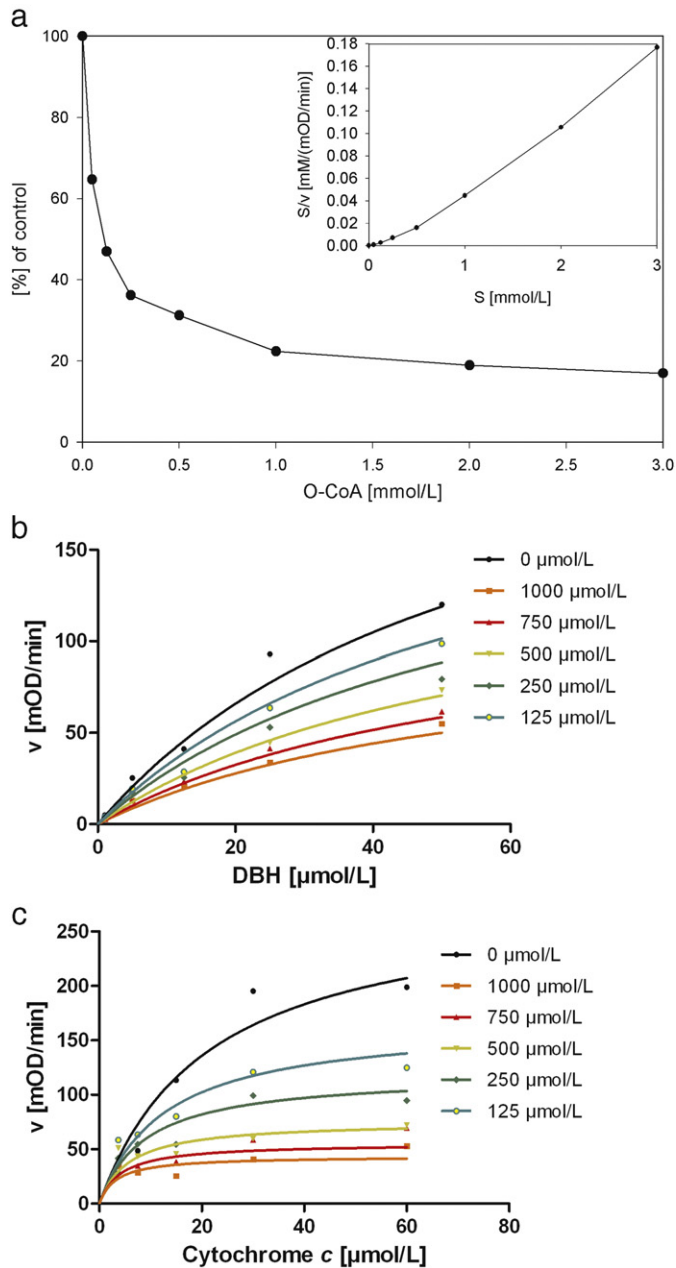 a
[%] of control
100
80
60
40
20
0
0.0 0.5 1.0 1.5 2.0 2.5 3.0
O-CoA [mmol/L]
S/v [mM/(mOD/min)]
0.18
0.16
0.14
0.12
0.10
0.08
0.06
0.04
0.02
0.00
0 1 2 3
S [mmol/L]
b
v [mOD/min]
150
100
50
0
0 20 40 60
DBH [µmol/L]
0 µmol/L
1000 µmol/L
750 µmol/L
500 µmol/L
250 µmol/L
125 µmol/L
c
v [mOD/min]
250
200
150
100
50
0
0 20 40 60 80
Cytochrome c [µmol/L]
0 µmol/L
1000 µmol/L
750 µmol/L
500 µmol/L
250 µmol/L
125 µmol/L